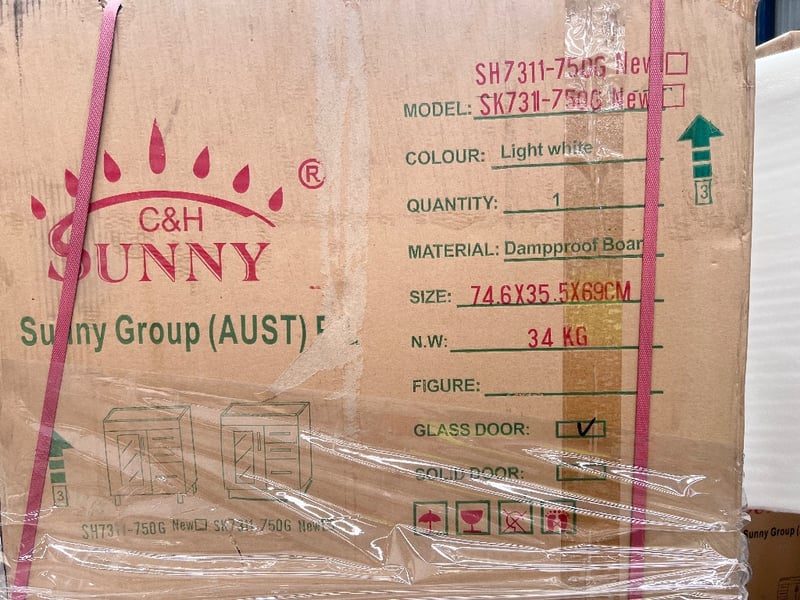 SH7311-750G New
MODEL: SK7311-750G New
COLOUR: Light white
QUANTITY: 1
MATERIAL: Dampproof Boar
SIZE: 74.6X35.5X69CM
N.W: 34 KG
FIGURE:
GLASS DOOR:
SOLID DOOR:
3
®
C&H
SUNNY
Sunny Group (AUST)
3
SH7311-750G New SK7311-750G New
Sunny Group (